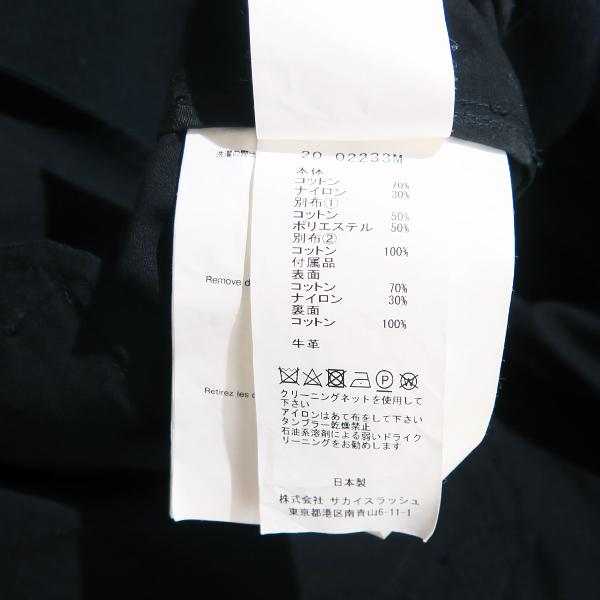 洗濯の際は
20-02233M
本体
コットン 70%
ナイロン 30%
別布①
コットン 50%
ポリエステル 50%
別布②
コットン 100%
付属品
表面
Remove d
コットン 70%
ナイロン 30%
裏面
コットン 100%
牛革
P W
Retirez les
クリーニングネットを使用して
下さい
アイロンはあて布をして下さい
タンブラー乾燥禁止
石油系溶剤による弱いドライク
リーニングをお勧めします
日本製
株式会社 サカイスラッシュ
東京都港区南青山6-11-1